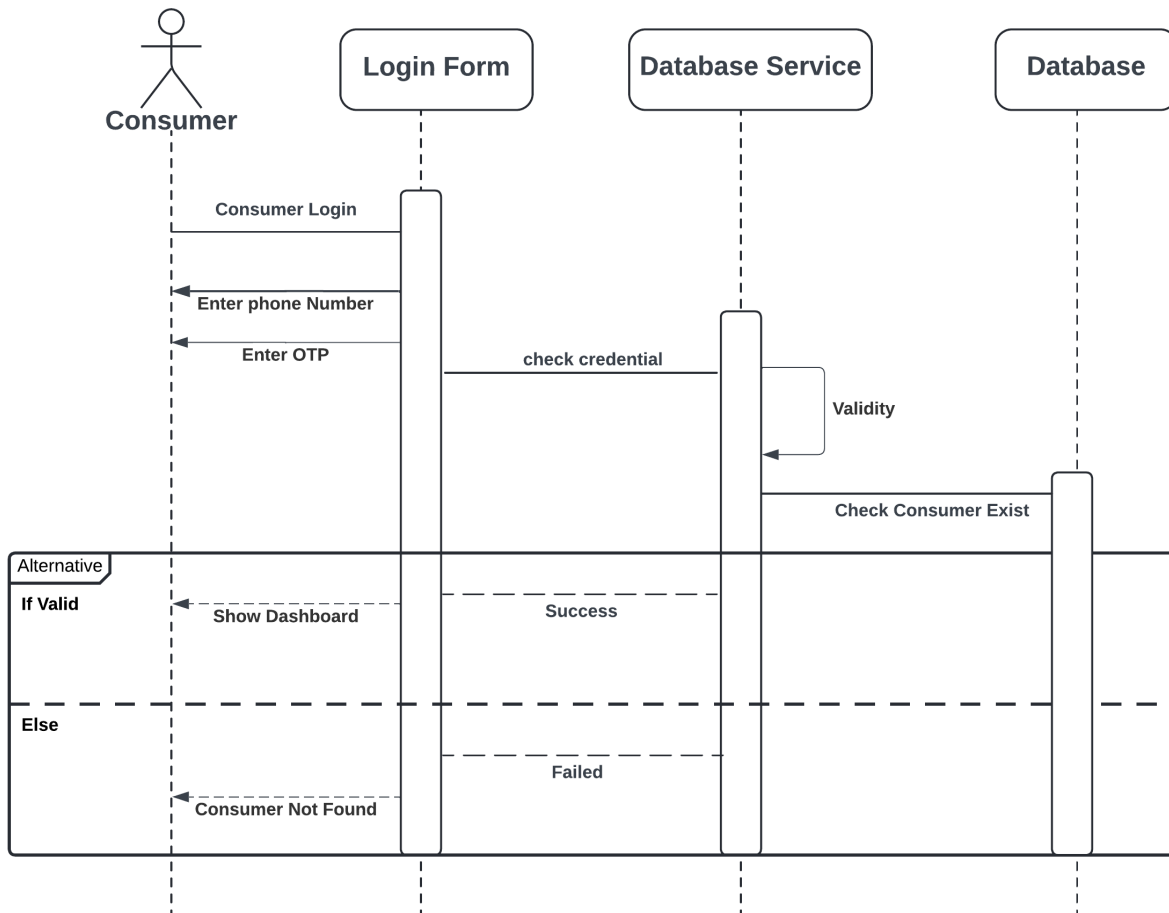 Login Form
Database Service
Database
Consumer
Consumer Login
Enter phone Number
Enter OTP
check credential
Validity
Check Consumer Exist
Alternative
If Valid
Success
Show Dashboard
Else
Failed
Consumer Not Found